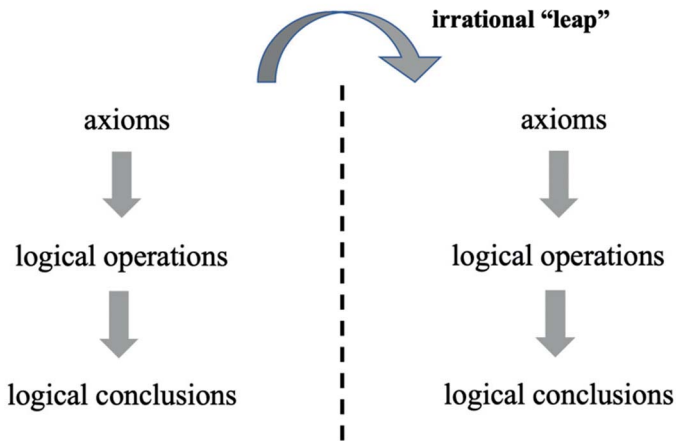 irrational “leap”
axioms
axioms
logical operations
logical operations
logical conclusions
logical conclusions